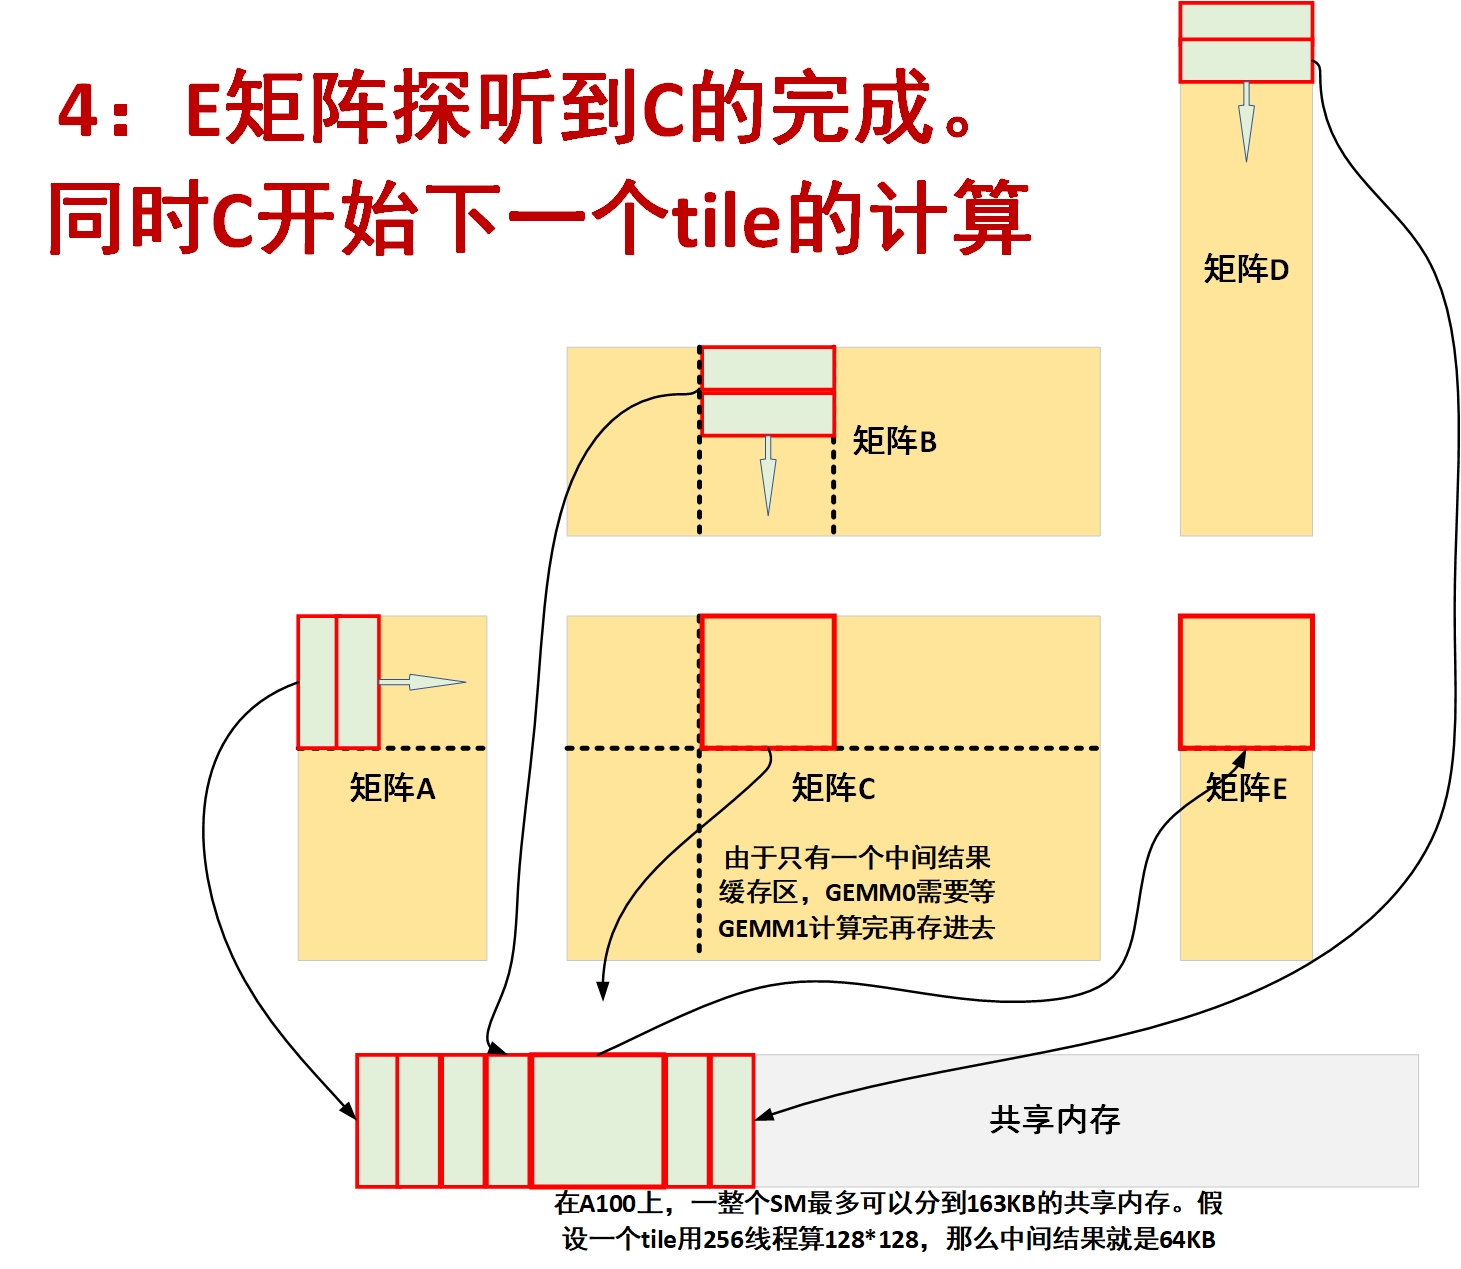 4：E矩阵探听到C的完成。
同时C开始下一个tile的计算
矩阵D
矩阵B
矩阵A
矩阵C
矩阵E
由于只有一个中间结果
缓存区，GEMM0需要等
GEMM1计算完再存进去
共享内存
在A100上，一整个SM最多可以分到163KB的共享内存。假
设一个tile用256线程算128*128，那么中间结果就是64KB